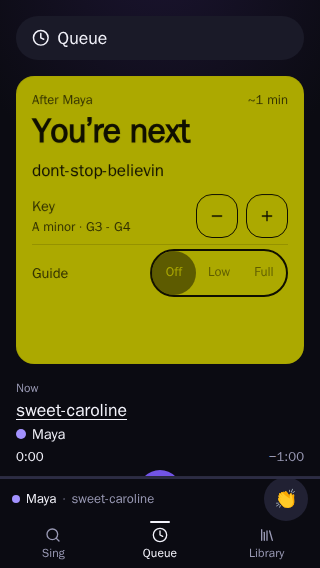 Queue
After Maya
~1 min
You're next
dont-stop-believin
Key
A minor · G3 - G4
− +
Guide
Off Low Full
Now
sweet-caroline
Maya
0:00
−1:00
Maya · sweet-caroline
Sing
Queue
Library